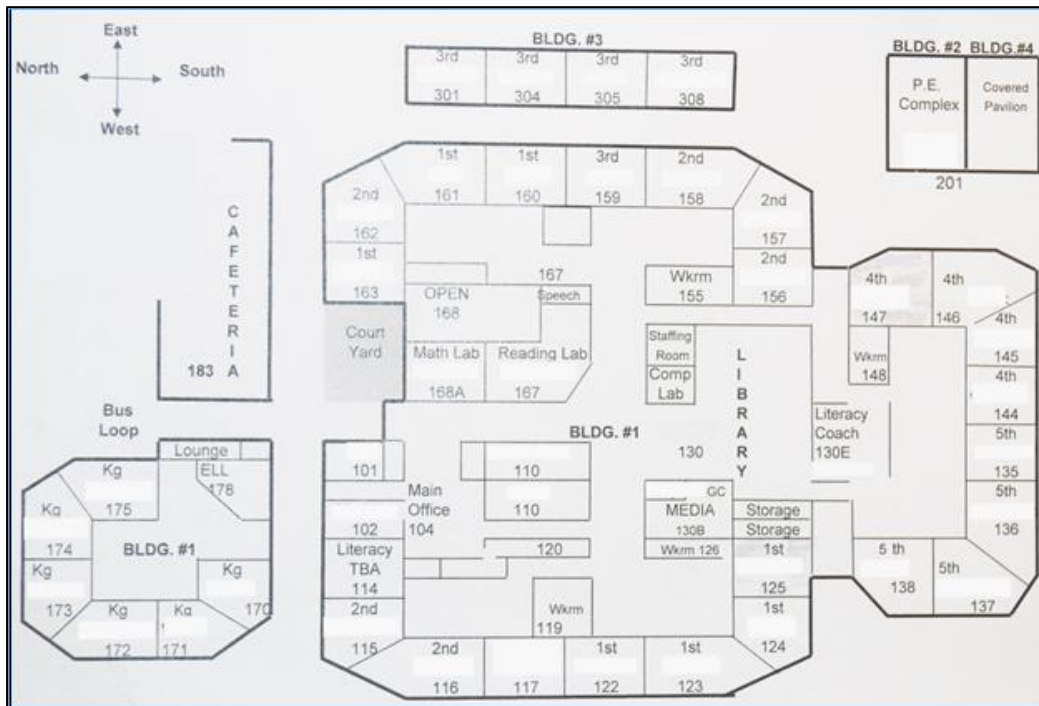 East
North
South
West
BLDG. #3
3rd
301
3rd
304
3rd
305
3rd
308
BLDG. #2
BLDG.#4
P.E.
Complex
Covered
Pavilion
201
CAFETERIA
183
Bus
Loop
2nd
162
1st
161
1st
160
3rd
159
2nd
158
2nd
157
2nd
156
1st
163
167
OPEN
168
Speech
Wkrm
155
Court
Yard
Math Lab
168A
Reading Lab
167
Staffing
Room
Comp
Lab
LIBRARY
4th
147
4th
146
4th
145
4th
144
Wkrm
148
5th
135
5th
136
5th
137
5 th
138
Literacy
Coach
130E
BLDG. #1
130
Lounge
ELL
178
Kg
175
Kg
174
BLDG. #1
Kg
173
Kg
172
Kg
171
Kg
170
101
102
Main
Office
104
110
110
GC
MEDIA
130B
Storage
Storage
Literacy
TBA
114
120
Wkrm 126
1st
125
2nd
115
Wkrm
119
1st
124
2nd
116
117
1st
122
1st
123